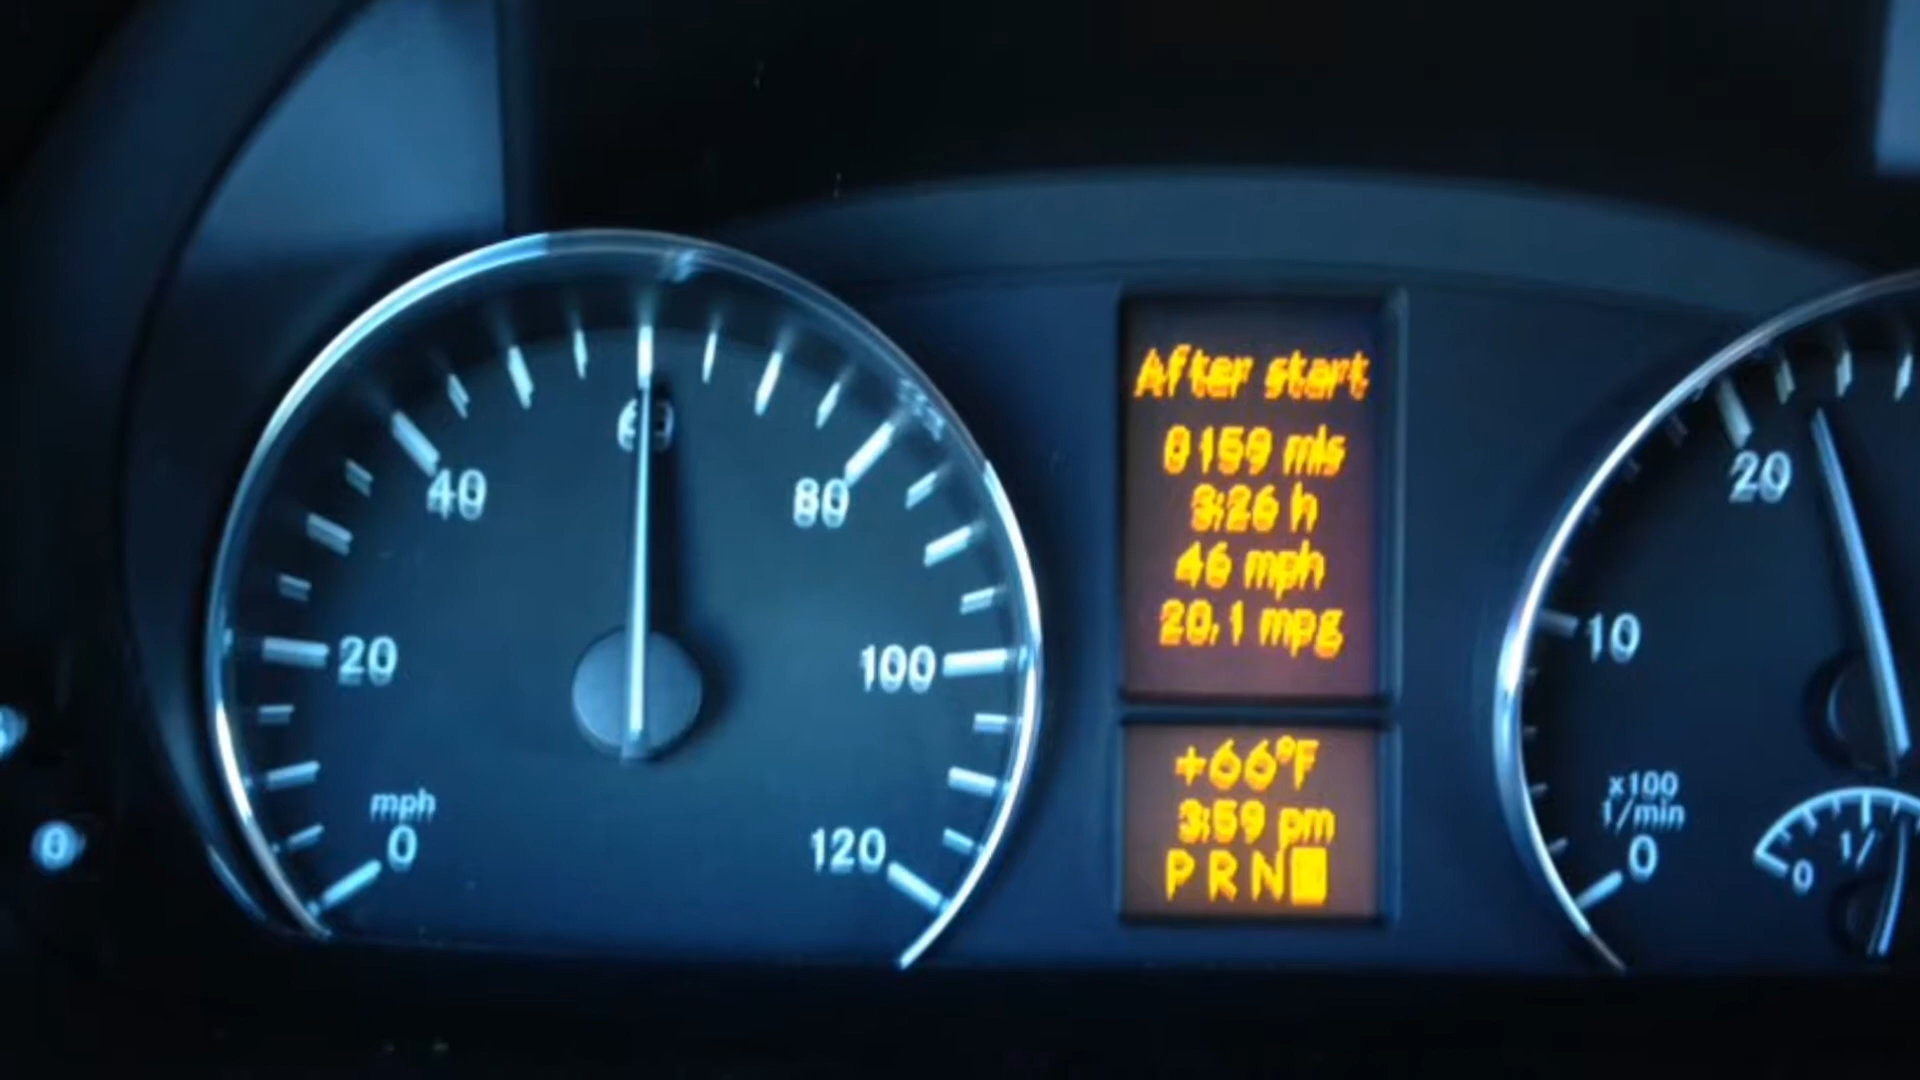 After start
0159 mls
3:26 h
46 mph
20.1 mpg
+66°F
3:59 pm
P R N
0
20
40
60
80
100
120
mph
0
10
20
x100
1/min
0
1/
0